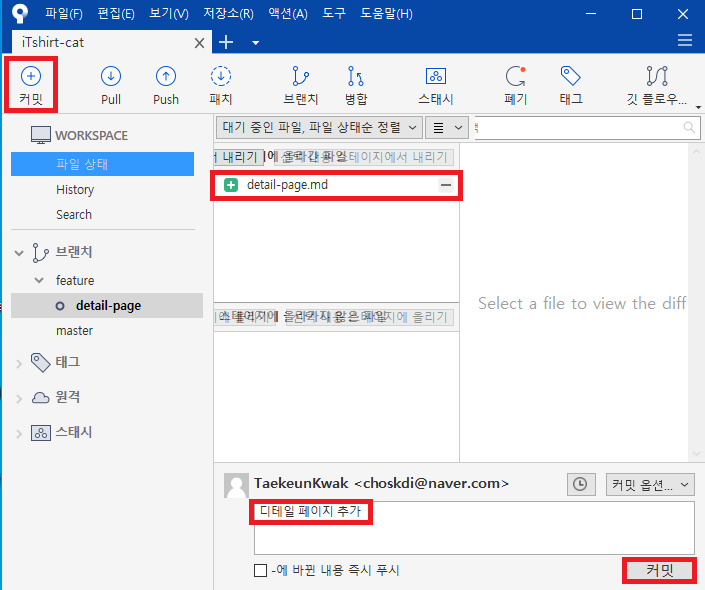 파일(F) 편집(E) 보기(V) 저장소(R) 액션(A) 도구 도움말(H)
iTshirt-cat
커밋 Pull Push 패치 브랜치 병합 스태시 폐기 태그 깃 플로우...
WORKSPACE
파일 상태
History
Search
브랜치
feature
detail-page
master
태그
원격
스태시
대기 중인 파일, 파일 상태순 정렬
내리기 에 올라간 파일 스테이지에서 내리기
detail-page.md
스테이지에 올라가지 않은 파일 스테이지에 올리기
Select a file to view the diff
TaekeunKwak <choskdi@naver.com>
커밋 옵션...
디테일 페이지 추가
-에 바뀐 내용 즉시 푸시
커밋